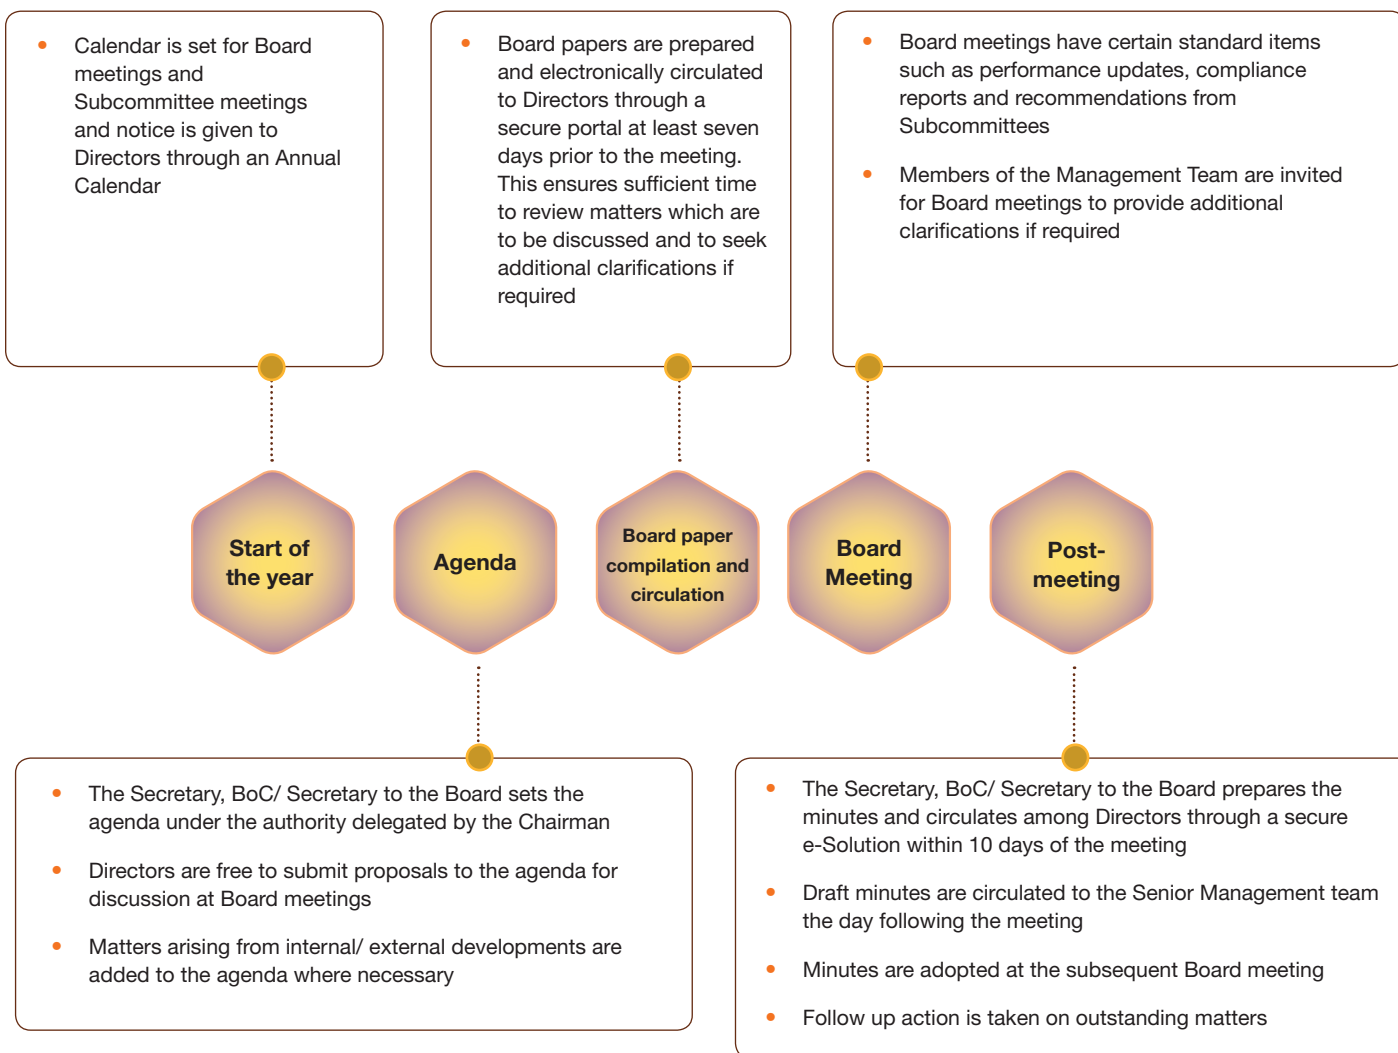 Calendar is set for Board
meetings and
Subcommittee meetings
and notice is given to
Directors through an Annual
Calendar
Board papers are prepared
and electronically circulated
to Directors through a
secure portal at least seven
days prior to the meeting.
This ensures sufficient time
to review matters which are
to be discussed and to seek
additional clarifications if
required
Board meetings have certain standard items
such as performance updates, compliance
reports and recommendations from
Subcommittees
Members of the Management Team are invited
for Board meetings to provide additional
clarifications if required
Start of
the year
Agenda
Board paper
compilation and
circulation
Board
Meeting
Post-
meeting
The Secretary, BoC/ Secretary to the Board sets the
agenda under the authority delegated by the Chairman
Directors are free to submit proposals to the agenda for
discussion at Board meetings
Matters arising from internal/ external developments are
added to the agenda where necessary
The Secretary, BoC/ Secretary to the Board prepares the
minutes and circulates among Directors through a secure
e-Solution within 10 days of the meeting
Draft minutes are circulated to the Senior Management team
the day following the meeting
Minutes are adopted at the subsequent Board meeting
Follow up action is taken on outstanding matters